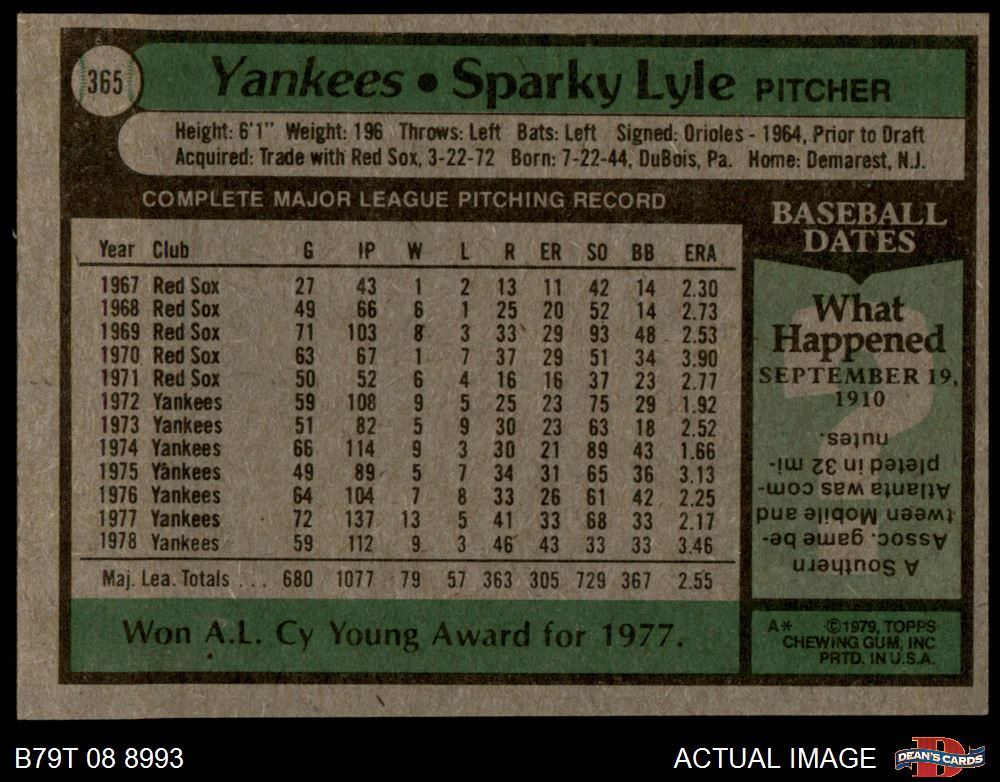 365
Yankees • Sparky Lyle PITCHER
Height: 6'1" Weight: 196 Throws: Left Bats: Left Signed: Orioles - 1964, Prior to Draft
Acquired: Trade with Red Sox, 3-22-72 Born: 7-22-44, DuBois, Pa. Home: Demarest, N.J.
COMPLETE MAJOR LEAGUE PITCHING RECORD
Year Club G IP W L R ER SO BB ERA
1967 Red Sox 27 43 1 2 13 11 42 14 2.30
1968 Red Sox 49 66 6 1 25 20 52 14 2.73
1969 Red Sox 71 103 8 3 33 29 93 48 2.53
1970 Red Sox 63 67 1 7 37 29 51 34 3.90
1971 Red Sox 50 52 6 4 16 16 37 23 2.77
1972 Yankees 59 108 9 5 25 23 75 29 1.92
1973 Yankees 51 82 5 9 30 23 63 18 2.52
1974 Yankees 66 114 9 3 30 21 89 43 1.66
1975 Yankees 49 89 5 7 34 31 65 36 3.13
1976 Yankees 64 104 7 8 33 26 61 42 2.25
1977 Yankees 72 137 13 5 41 33 68 33 2.17
1978 Yankees 59 112 9 3 46 43 33 33 3.46
Maj. Lea. Totals ... 680 1077 79 57 363 305 729 367 2.55
Won A.L. Cy Young Award for 1977.
BASEBALL
DATES
What
Happened
SEPTEMBER 19,
1910
A Southern
Assoc. game be-
tween Mobile and
Atlanta was com-
pleted in 32 mi-
nutes.
A* ©1979, TOPPS
CHEWING GUM, INC
PRTD. IN U.S.A.
B79T 08 8993
ACTUAL IMAGE
D
DEAN'S CARDS